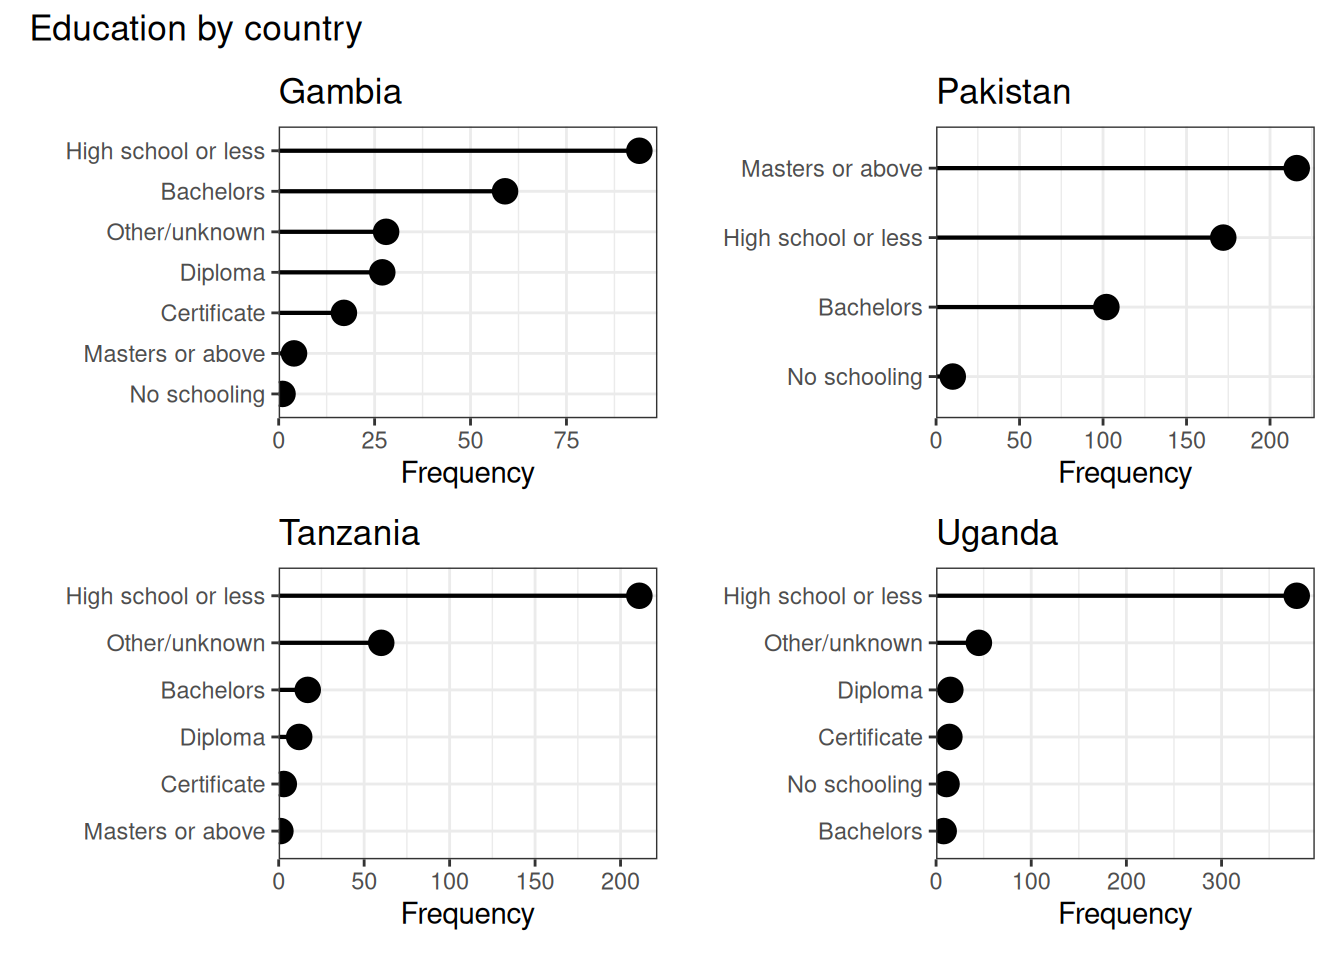 Education by country
Gambia
High school or less
Bachelors
Other/unknown
Diploma
Certificate
Masters or above
No schooling
0 25 50 75
Frequency
Pakistan
Masters or above
High school or less
Bachelors
No schooling
0 50 100 150 200
Frequency
Tanzania
High school or less
Other/unknown
Bachelors
Diploma
Certificate
Masters or above
0 50 100 150 200
Frequency
Uganda
High school or less
Other/unknown
Diploma
Certificate
No schooling
Bachelors
0 100 200 300
Frequency